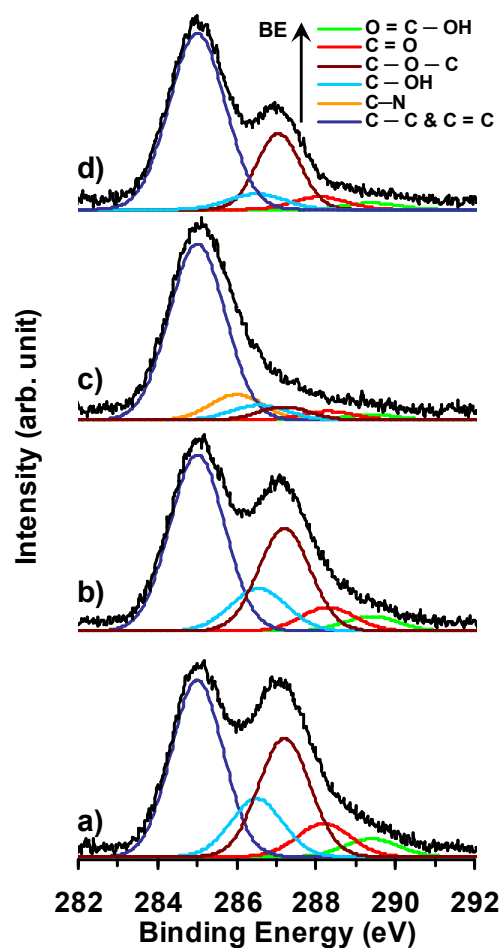 BE
O = C — OH
C = O
C — O — C
C — OH
C—N
C — C & C = C
d)
c)
b)
a)
Intensity (arb. unit)
282 284 286 288 290 292
Binding Energy (eV)